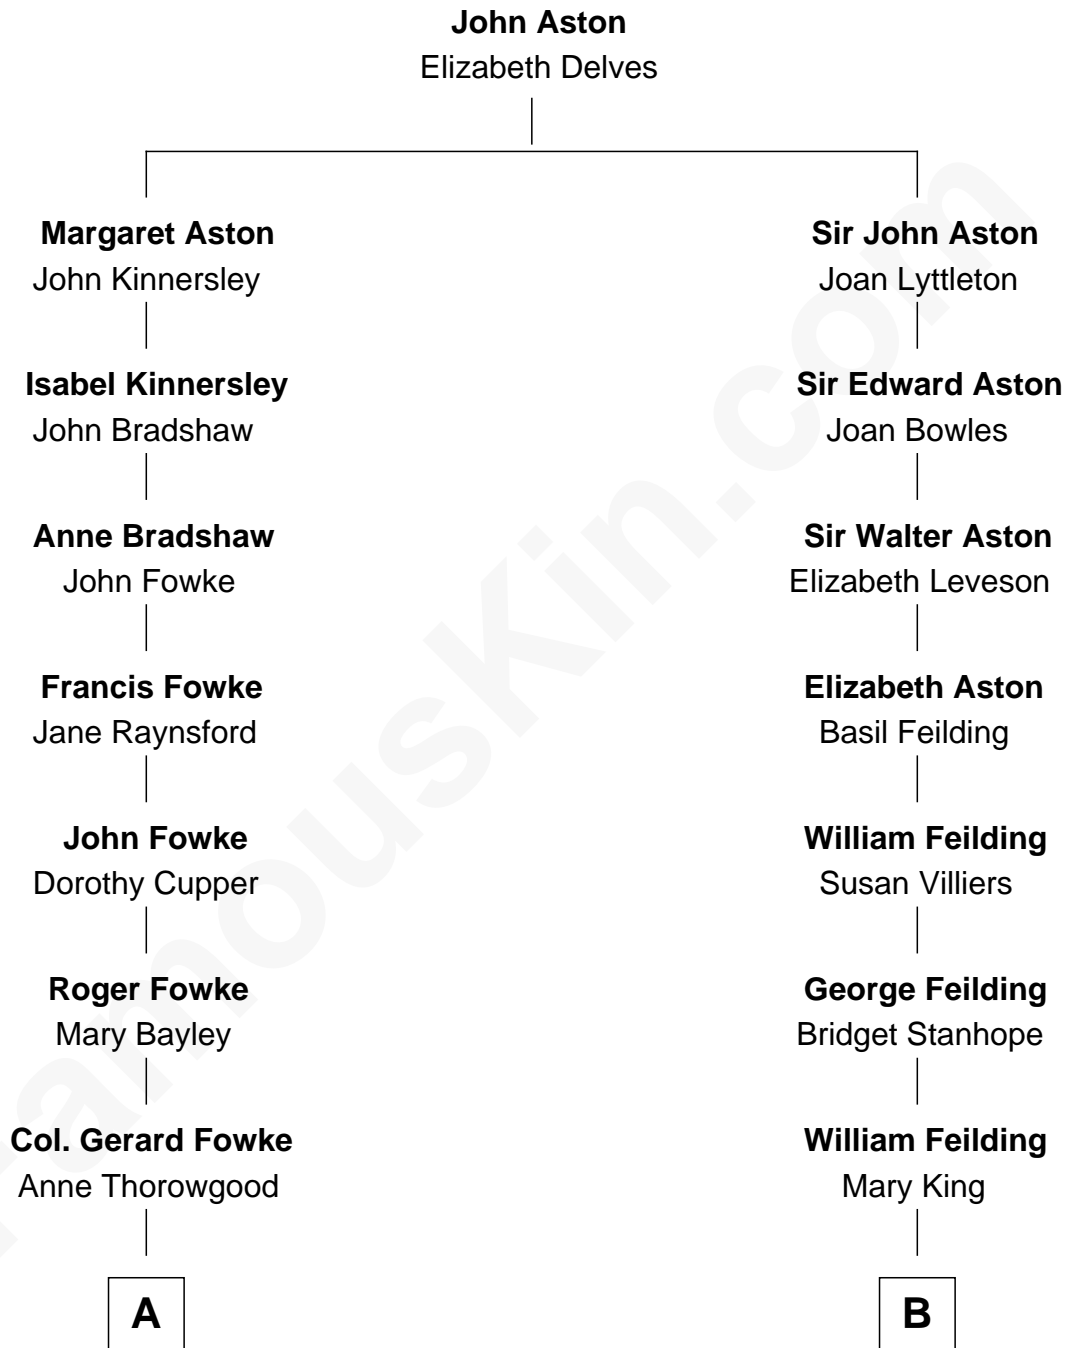 John Aston
Elizabeth Delves
Margaret Aston
John Kinnersley
Sir John Aston
Joan Lyttleton
Isabel Kinnersley
John Bradshaw
Sir Edward Aston
Joan Bowles
Anne Bradshaw
John Fowke
Sir Walter Aston
Elizabeth Leveson
Francis Fowke
Jane Raynsford
Elizabeth Aston
Basil Feilding
John Fowke
Dorothy Cupper
William Feilding
Susan Villiers
Roger Fowke
Mary Bayley
George Feilding
Bridget Stanhope
Col. Gerard Fowke
Anne Thorowgood
William Feilding
Mary King
A
B
FamousKin.com